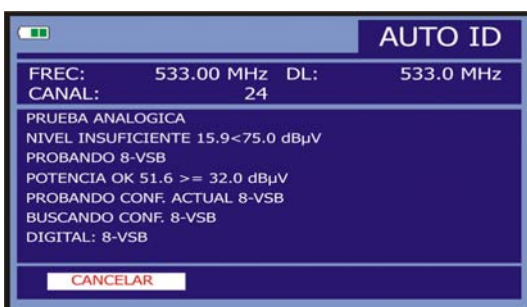 AUTO ID
FREC: 533.00 MHz DL: 533.0 MHz
CANAL: 24
PRUEBA ANALOGICA
NIVEL INSUFICIENTE 15.9<75.0 dBµV
PROBANDO 8-VSB
POTENCIA OK 51.6 >= 32.0 dBµV
PROBANDO CONF. ACTUAL 8-VSB
BUSCANDO CONF. 8-VSB
DIGITAL: 8-VSB
CANCELAR